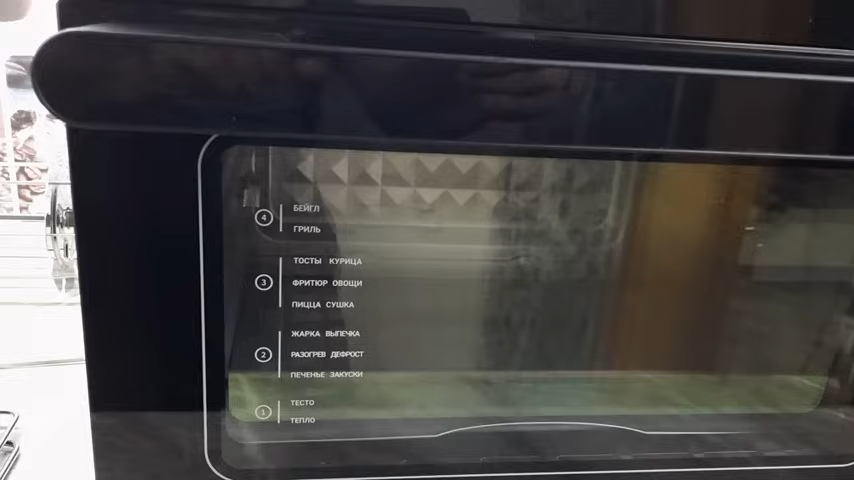 4 БЕЙГЛ
ГРИЛЬ
ТОСТЫ КУРИЦА
3 ФРИТЮР ОВОЩИ
ПИЦЦА СУШКА
ЖАРКА ВЫПЕЧКА
2 РАЗОГРЕВ ДЕФРОСТ
ПЕЧЕНЬЕ ЗАКУСКИ
1 ТЕСТО
ТЕПЛО